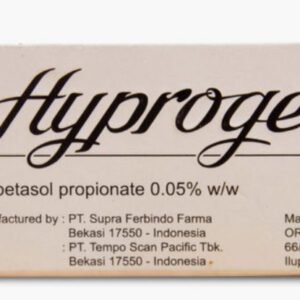 Hyproge
betasol propionate 0.05% w/w
factured by : PT. Supra Ferbindo Farma
Bekasi 17550 - Indonesia
: PT. Tempo Scan Pacific Tbk.
Bekasi 17550 - Indonesia
Ma
OR
66/
Ilup